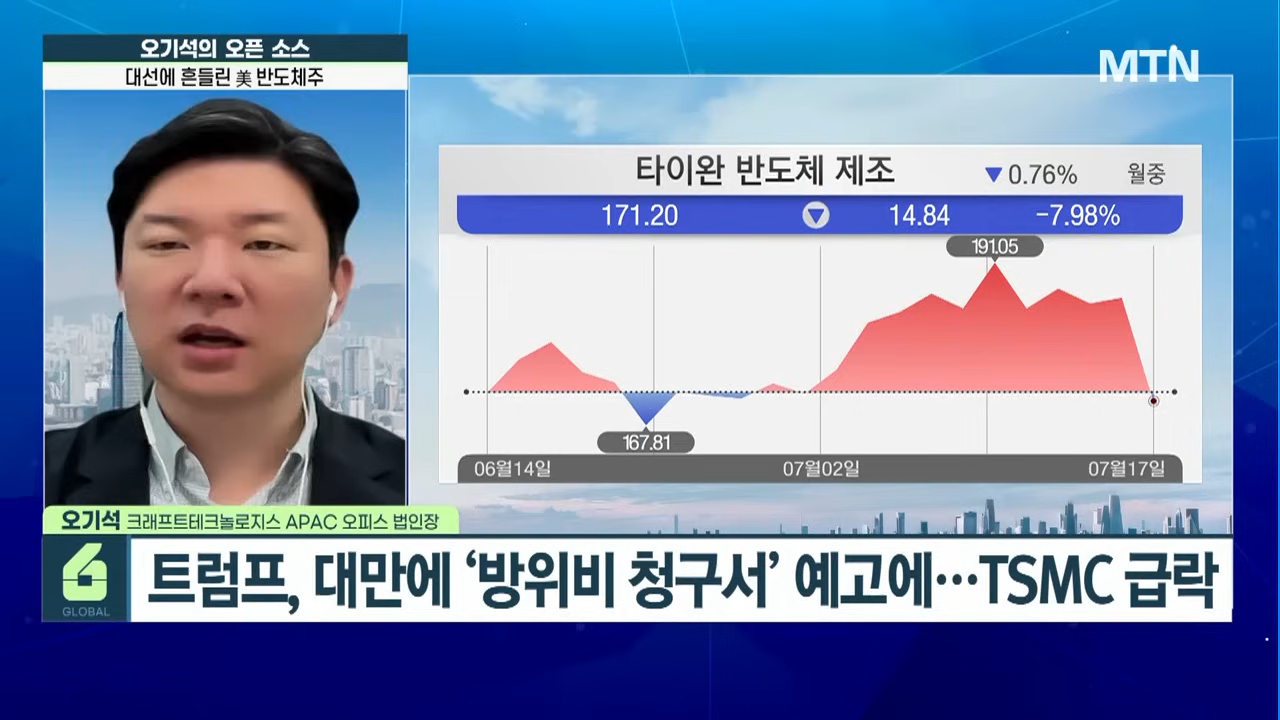 오기석의 오픈 소스
대선에 흔들린 美 반도체주
MTN
타이완 반도체 제조 ▼0.76% 월중
171.20 ▽ 14.84 -7.98%
191.05
167.81
06월14일 07월02일 07월17일
오기석 크래프트테크놀로지스 APAC 오피스 법인장
GLOBAL
트럼프, 대만에 ‘방위비 청구서’ 예고에…TSMC 급락